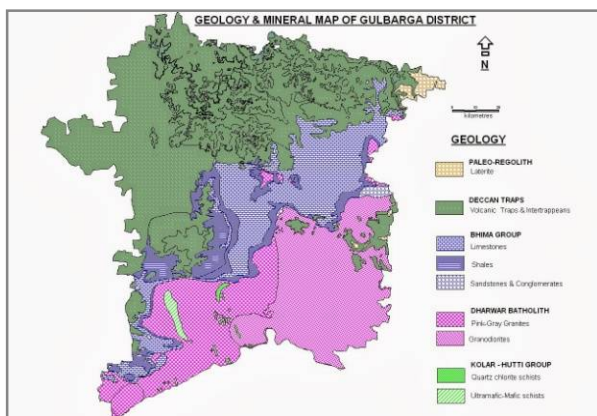 GEOLOGY & MINERAL MAP OF GULBARGA DISTRICT
N
kilometres
GEOLOGY
PALEO-REGOLITH
Laterite
DECCAN TRAPS
Volcanic Traps & Intertrappeans
BHIMA GROUP
Limestones
Shales
Sandstones & Conglomerates
DHARWAR BATHOLITH
Pink-Gray Granites
Granodiorites
KOLAR - HUTTI GROUP
Quartz chlorite schists
Ultramafic-Mafic schists